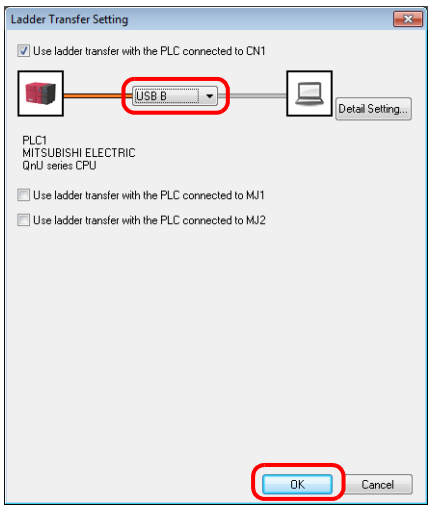 Ladder Transfer Setting
Use ladder transfer with the PLC connected to CN1
USB B
Detail Setting...
PLC1
MITSUBISHI ELECTRIC
QnU series CPU
Use ladder transfer with the PLC connected to MJ1
Use ladder transfer with the PLC connected to MJ2
OK
Cancel